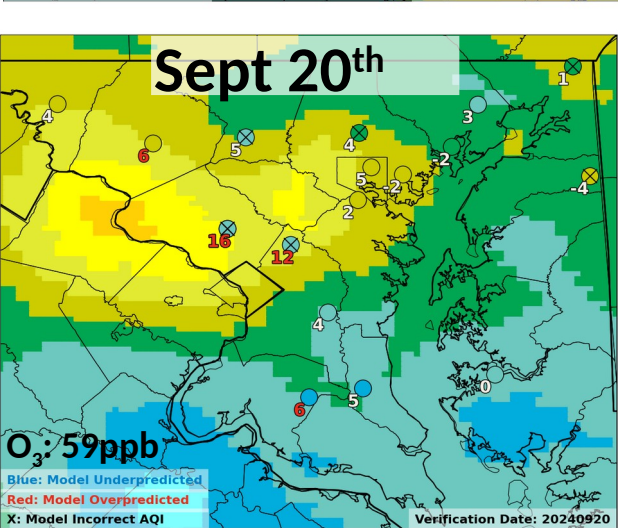 Sept 20th
1
3
4
4
5
6
-2
5
-2
-4
2
16
12
4
0
5
6
O3: 59ppb
Blue: Model Underpredicted
Red: Model Overpredicted
X: Model Incorrect AQI
Verification Date: 20240920